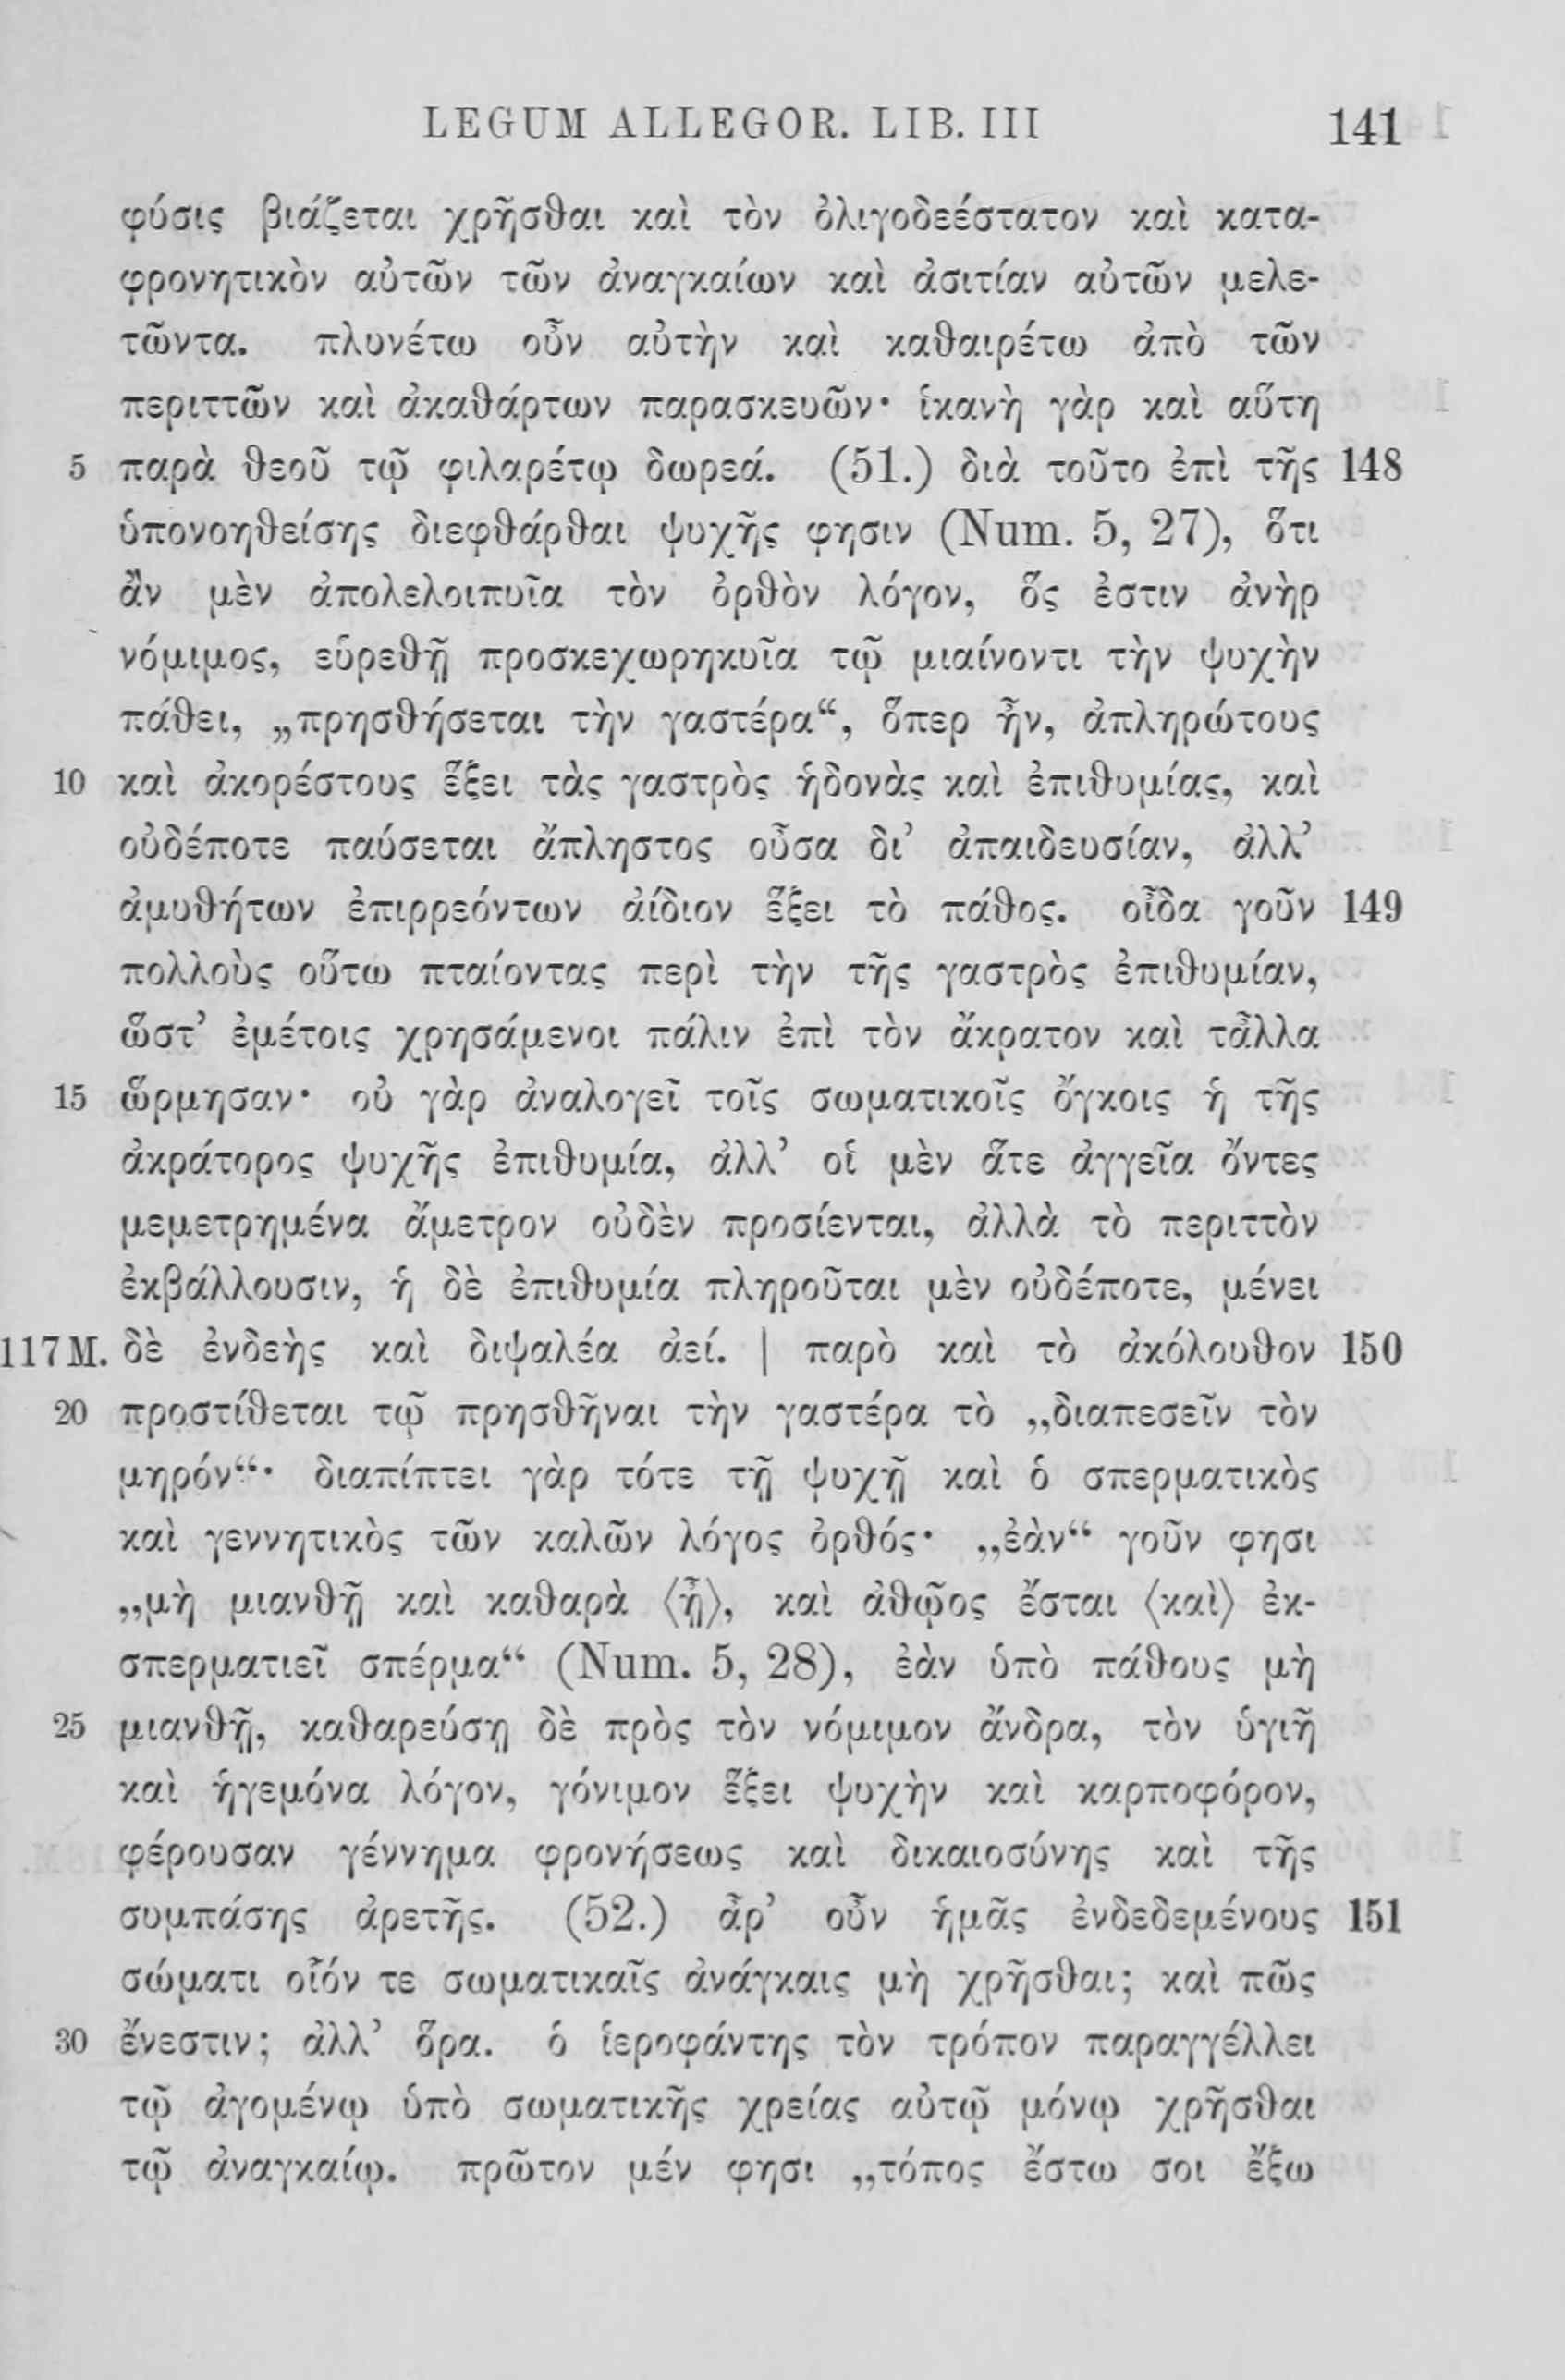 LEGUM ALLEGOR. LIB. III 141
φύσις βιάζεται χρῆσθαι καὶ τὸν ὀλιγοδεέστατον καὶ κατα-
φρονητικὸν αὐτῶν τῶν ἀναγκαίων καὶ ἀσιτίαν αὐτῶν μελε-
τῶντα. πλυνέτω οὖν αὐτὴν καὶ καθαιρέτω ἀπὸ τῶν
περιττῶν καὶ ἀκαθάρτων παρασκευῶν· ἱκανὴ γὰρ καὶ αὕτη
5 παρὰ θεοῦ τῷ φιλαρέτῳ δωρεά. (51.) διὰ τοῦτο ἐπὶ τῆς 148
ὑπονοηθείσης διεφθάρθαι ψυχῆς φησιν (Num. 5, 27), ὅτι
ἂν μὲν ἀπολελοιπυῖα τὸν ὀρθὸν λόγον, ὅς ἐστιν ἀνὴρ
νόμιμος, εὑρεθῇ προσκεχωρηκυῖα τῷ μιαίνοντι τὴν ψυχὴν
πάθει, „πρησθήσεται τὴν γαστέρα“, ὅπερ ἦν, ἀπληρώτους
10 καὶ ἀκορέστους ἕξει τὰς γαστρὸς ἡδονὰς καὶ ἐπιθυμίας, καὶ
οὐδέποτε παύσεται ἄπληστος οὖσα δι’ ἀπαιδευσίαν, ἀλλ’
ἀμυθήτων ἐπιρρεόντων ἀίδιον ἕξει τὸ πάθος. οἶδα γοῦν 149
πολλοὺς οὕτω πταίοντας περὶ τὴν τῆς γαστρὸς ἐπιθυμίαν,
ὥστ’ ἐμέτοις χρησάμενοι πάλιν ἐπὶ τὸν ἄκρατον καὶ τἆλλα
15 ὥρμησαν· οὐ γὰρ ἀναλογεῖ τοῖς σωματικοῖς ὄγκοις ἡ τῆς
ἀκράτορος ψυχῆς ἐπιθυμία, ἀλλ’ οἱ μὲν ἅτε ἀγγεῖα ὄντες
μεμετρημένα ἄμετρον οὐδὲν προσίενται, ἀλλὰ τὸ περιττὸν
ἐκβάλλουσιν, ἡ δὲ ἐπιθυμία πληροῦται μὲν οὐδέποτε, μένει
117 M. δὲ ἐνδεὴς καὶ διψαλέα ἀεί. | παρὸ καὶ τὸ ἀκόλουθον 150
20 προστίθεται τῷ πρησθῆναι τὴν γαστέρα τὸ „διαπεσεῖν τὸν
μηρόν“· διαπίπτει γὰρ τότε τῇ ψυχῇ καὶ ὁ σπερματικὸς
καὶ γεννητικὸς τῶν καλῶν λόγος ὀρθός· „ἐὰν“ γοῦν φησι
„μὴ μιανθῇ καὶ καθαρὰ ⟨ᾖ⟩, καὶ ἀθῷος ἔσται ⟨καὶ⟩ ἐκ-
σπερματιεῖ σπέρμα“ (Num. 5, 28), ἐὰν ὑπὸ πάθους μὴ
25 μιανθῇ, καθαρεύσῃ δὲ πρὸς τὸν νόμιμον ἄνδρα, τὸν ὑγιῆ
καὶ ἡγεμόνα λόγον, γόνιμον ἕξει ψυχὴν καὶ καρποφόρον,
φέρουσαν γέννημα φρονήσεως καὶ δικαιοσύνης καὶ τῆς
συμπάσης ἀρετῆς. (52.) ἆρ’ οὖν ἡμᾶς ἐνδεδεμένους 151
σώματι οἷόν τε σωματικαῖς ἀνάγκαις μὴ χρῆσθαι; καὶ πῶς
30 ἔνεστιν; ἀλλ’ ὅρα. ὁ ἱεροφάντης τὸν τρόπον παραγγέλλει
τῷ ἀγομένῳ ὑπὸ σωματικῆς χρείας αὐτῷ μόνῳ χρῆσθαι
τῷ ἀναγκαίῳ. πρῶτον μέν φησι „τόπος ἔστω σοι ἔξω